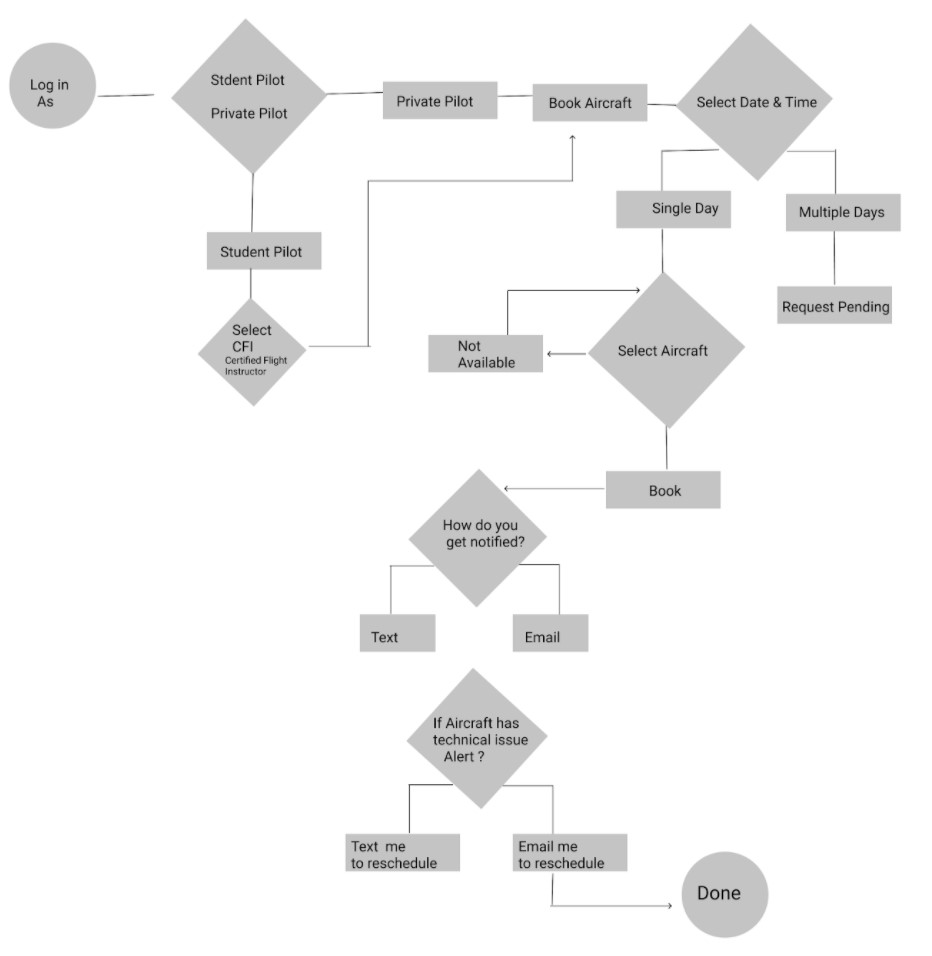 Log in
As
Stdent Pilot
Private Pilot
Private Pilot
Book Aircraft
Select Date & Time
Single Day
Multiple Days
Request Pending
Student Pilot
Select
CFI
Certified Flight
Instructor
Not
Available
Select Aircraft
Book
How do you
get notified?
Text
Email
If Aircraft has
technical issue
Alert ?
Text me
to reschedule
Email me
to reschedule
Done